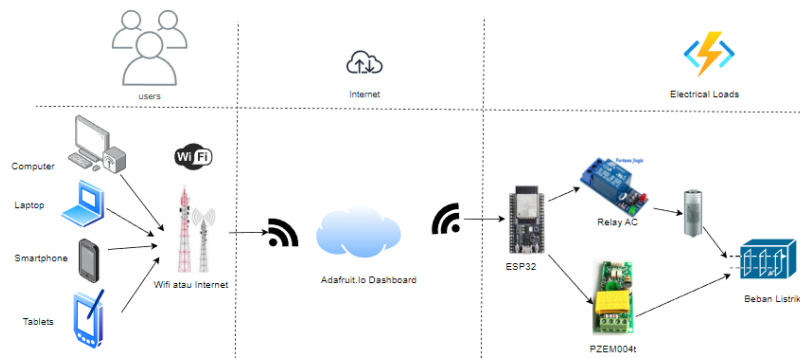 users
Internet
Electrical Loads
Computer
WiFi
Laptop
Smartphone
Tablets
Wifi atau Internet
Adafruit.Io Dashboard
ESP32
Relay AC
PZEM004t
Beban Listrik